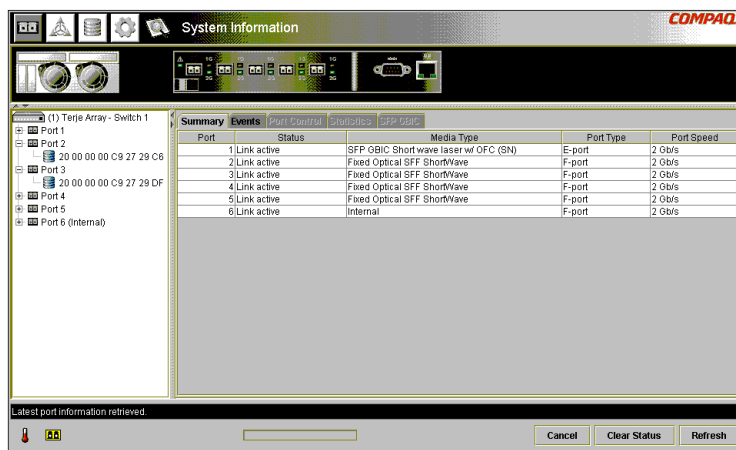 System Information
COMPAQ
(1) Terje Array - Switch 1
Port 1
Port 2
20 00 00 00 C9 27 29 C6
Port 3
20 00 00 00 C9 27 29 DF
Port 4
Port 5
Port 6 (Internal)
Summary Events Port Control Statistics SFP GBIC
Port Status Media Type Port Type Port Speed
1 Link active SFP GBIC Short wave laser w/ OFC (SN) E-port 2 Gb/s
2 Link active Fixed Optical SFF ShortWave F-port 2 Gb/s
3 Link active Fixed Optical SFF ShortWave F-port 2 Gb/s
4 Link active Fixed Optical SFF ShortWave F-port 2 Gb/s
5 Link active Fixed Optical SFF ShortWave F-port 2 Gb/s
6 Link active Internal F-port 2 Gb/s
Latest port information retrieved.
Cancel Clear Status Refresh